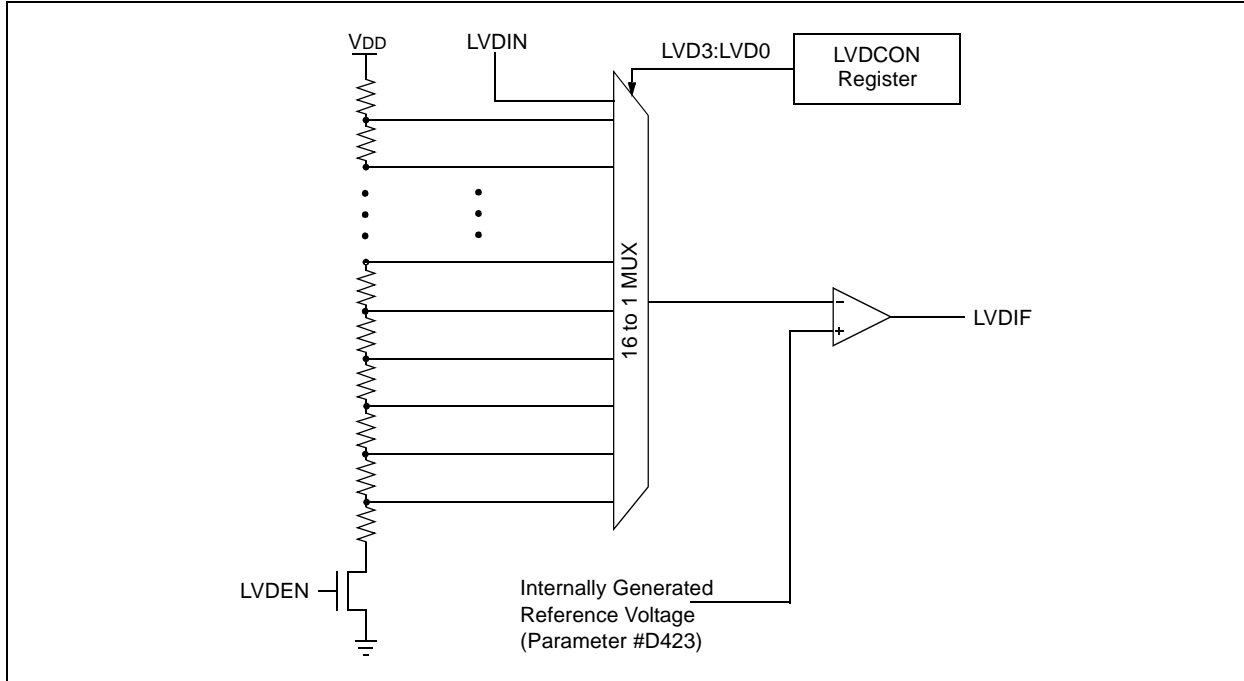 VDD
LVDIN
LVD3:LVD0
LVDCON
Register
16 to 1 MUX
–
+
LVDIF
LVDEN
Internally Generated
Reference Voltage
(Parameter #D423)